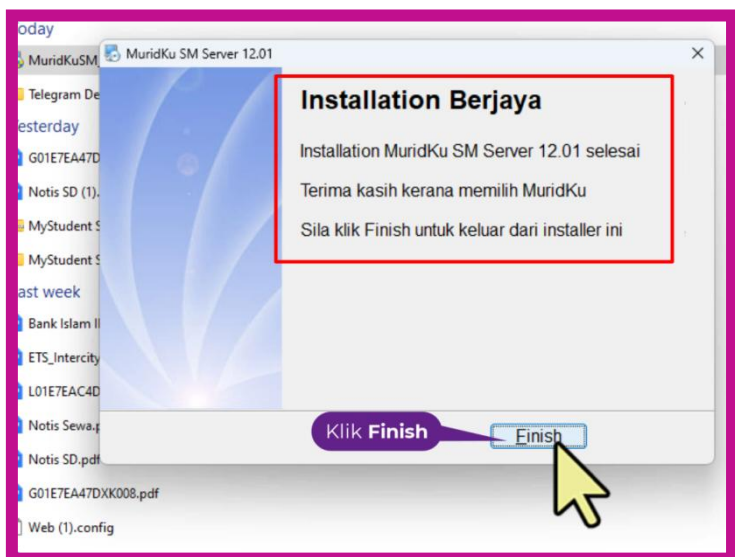 oday
MuridKuSM
Telegram De
esterday
G01E7EA47D
Notis SD (1).
MyStudent S
MyStudent S
ast week
Bank Islam I
ETS_Intercity
L01E7EAC4D
Notis Sewa.p
Notis SD.pdf
G01E7EA47DXK008.pdf
Web (1).config
MuridKu SM Server 12.01
Installation Berjaya
Installation MuridKu SM Server 12.01 selesai
Terima kasih kerana memilih MuridKu
Sila klik Finish untuk keluar dari installer ini
Klik Finish
Finish